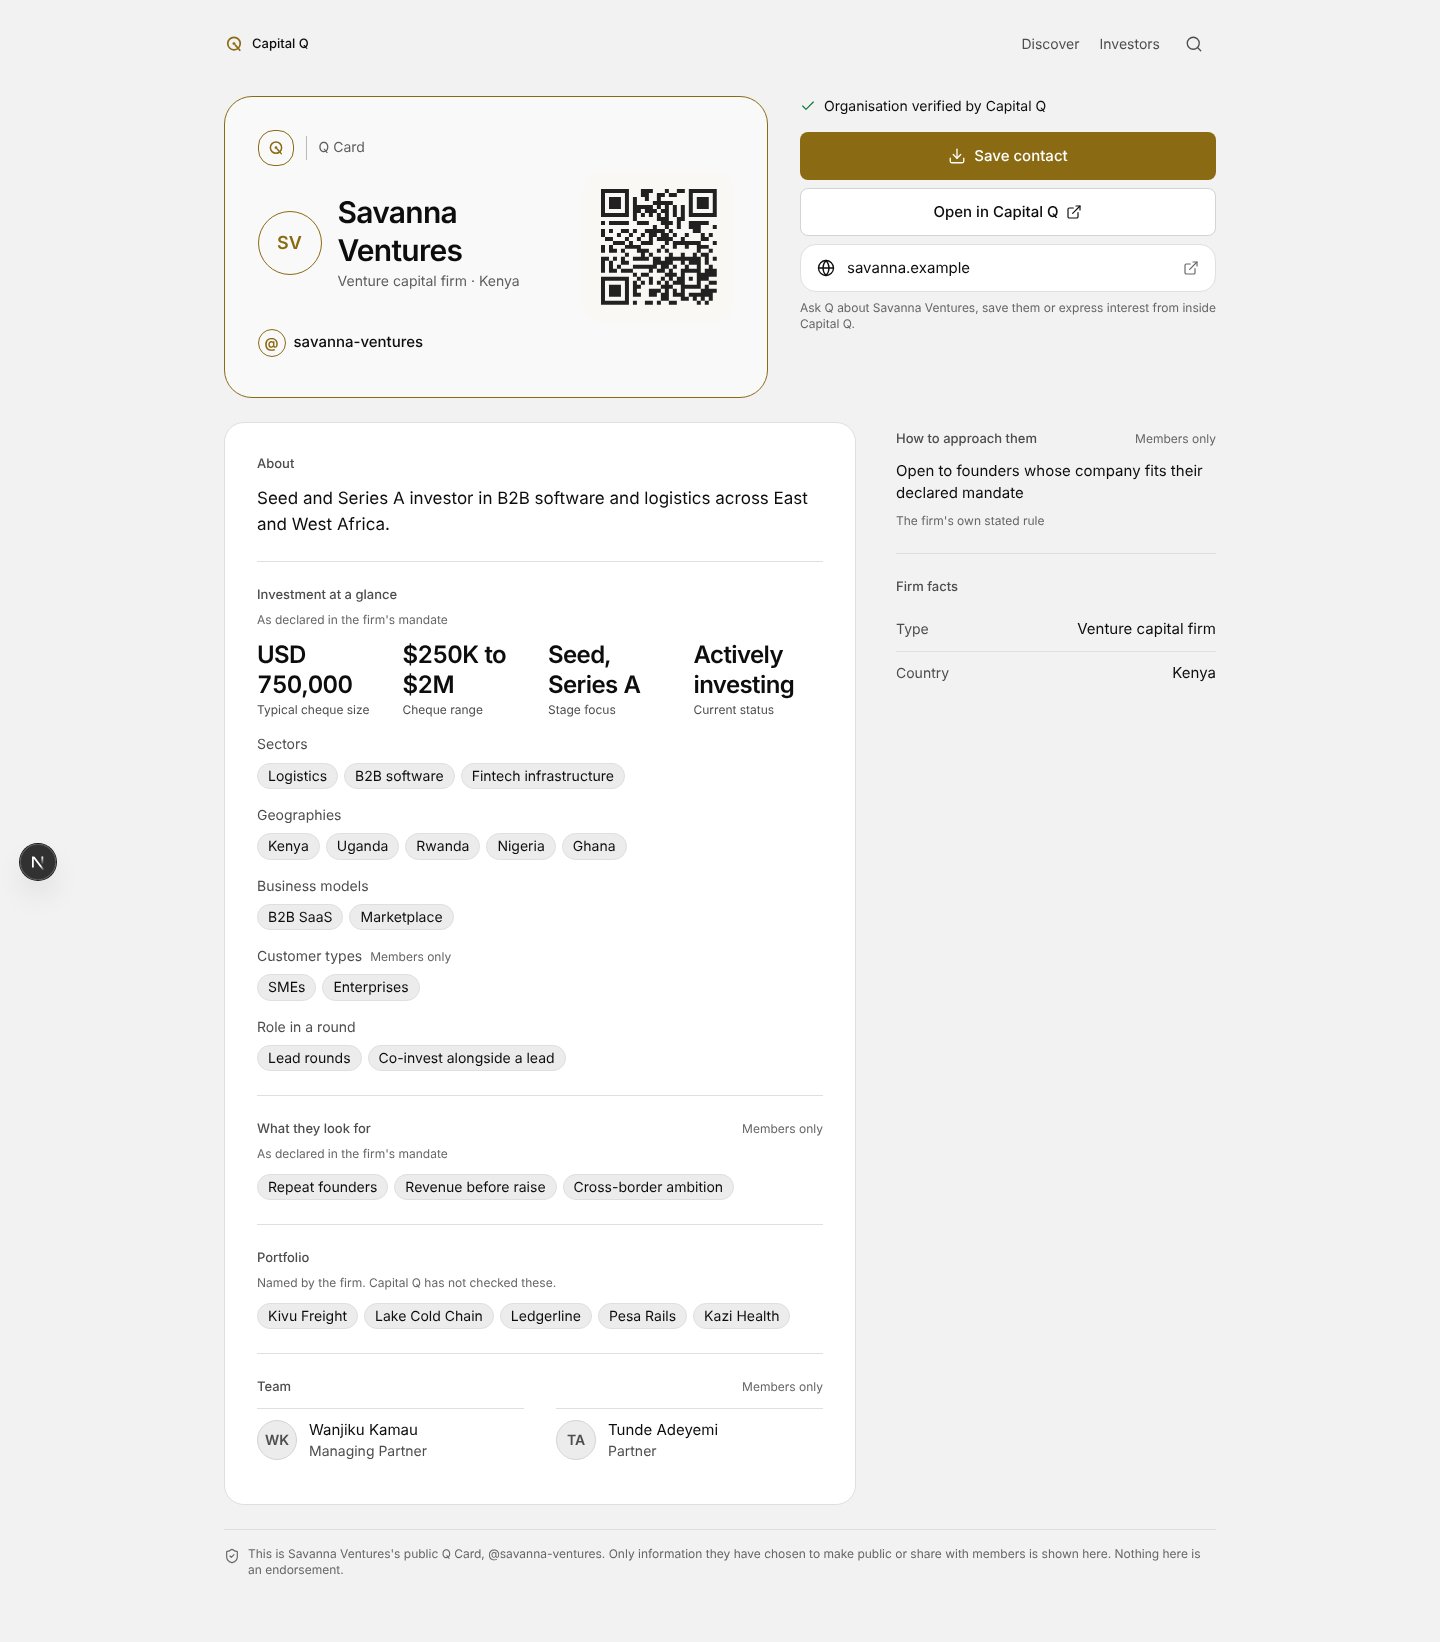 Capital Q
Discover
Investors
Q Card
SV
Savanna
Ventures
Venture capital firm · Kenya
@ savanna-ventures
Organisation verified by Capital Q
Save contact
Open in Capital Q
savanna.example
Ask Q about Savanna Ventures, save them or express interest from inside
Capital Q.
About
Seed and Series A investor in B2B software and logistics across East
and West Africa.
Investment at a glance
As declared in the firm's mandate
USD
750,000
Typical cheque size
$250K to
$2M
Cheque range
Seed,
Series A
Stage focus
Actively
investing
Current status
Sectors
Logistics
B2B software
Fintech infrastructure
Geographies
Kenya
Uganda
Rwanda
Nigeria
Ghana
Business models
B2B SaaS
Marketplace
Customer types Members only
SMEs
Enterprises
Role in a round
Lead rounds
Co-invest alongside a lead
What they look for
Members only
As declared in the firm's mandate
Repeat founders
Revenue before raise
Cross-border ambition
Portfolio
Named by the firm. Capital Q has not checked these.
Kivu Freight
Lake Cold Chain
Ledgerline
Pesa Rails
Kazi Health
Team
Members only
WK
Wanjiku Kamau
Managing Partner
TA
Tunde Adeyemi
Partner
How to approach them
Members only
Open to founders whose company fits their
declared mandate
The firm's own stated rule
Firm facts
Type
Venture capital firm
Country
Kenya
N
This is Savanna Ventures's public Q Card, @savanna-ventures. Only information they have chosen to make public or share with members is shown here. Nothing here is
an endorsement.